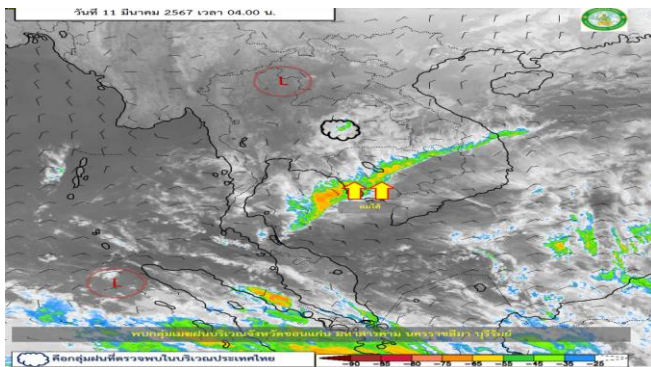 วันที่ 11 มีนาคม 2567 เวลา 04.00 น.
L
ลมใต้
L
พบกลุ่มเมฆฝนบริเวณจังหวัดขอนแก่น มหาสารคาม นครราชสีมา บุรีรัมย์
คือกลุ่มฝนที่ตรวจพบในบริเวณประเทศไทย
-90 -85 -80 -75 -65 -55 -45 -35 -25